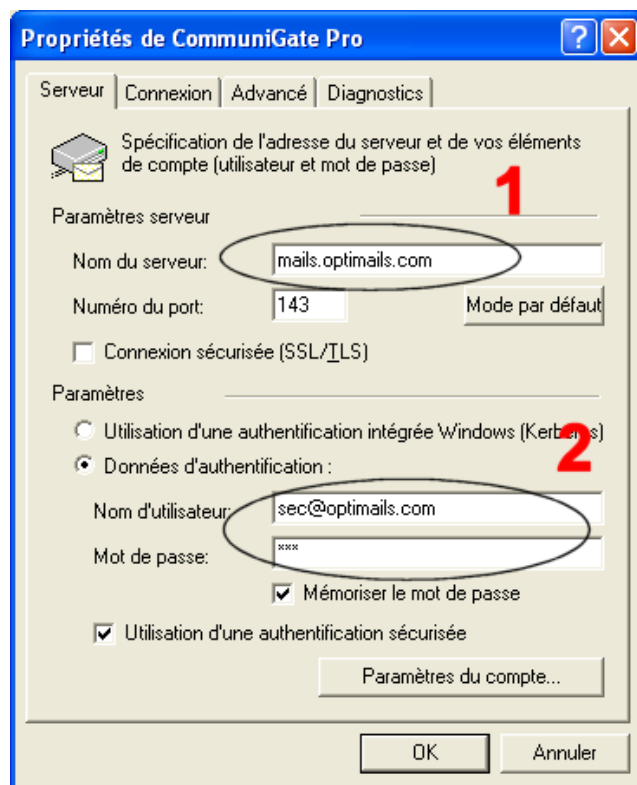 Propriétés de CommuniGate Pro
Serveur Connexion Advancé Diagnostics
Spécification de l'adresse du serveur et de vos éléments
de compte (utilisateur et mot de passe)
1
Paramètres serveur
Nom du serveur: mails.optimails.com
Numéro du port: 143 Mode par défaut
Connexion sécurisée (SSL/TLS)
Paramètres
Utilisation d'une authentification intégrée Windows (Kerberos)
2
Données d'authentification :
Nom d'utilisateur: sec@optimails.com
Mot de passe: ***
Mémoriser le mot de passe
Utilisation d'une authentification sécurisée
Paramètres du compte...
OK Annuler